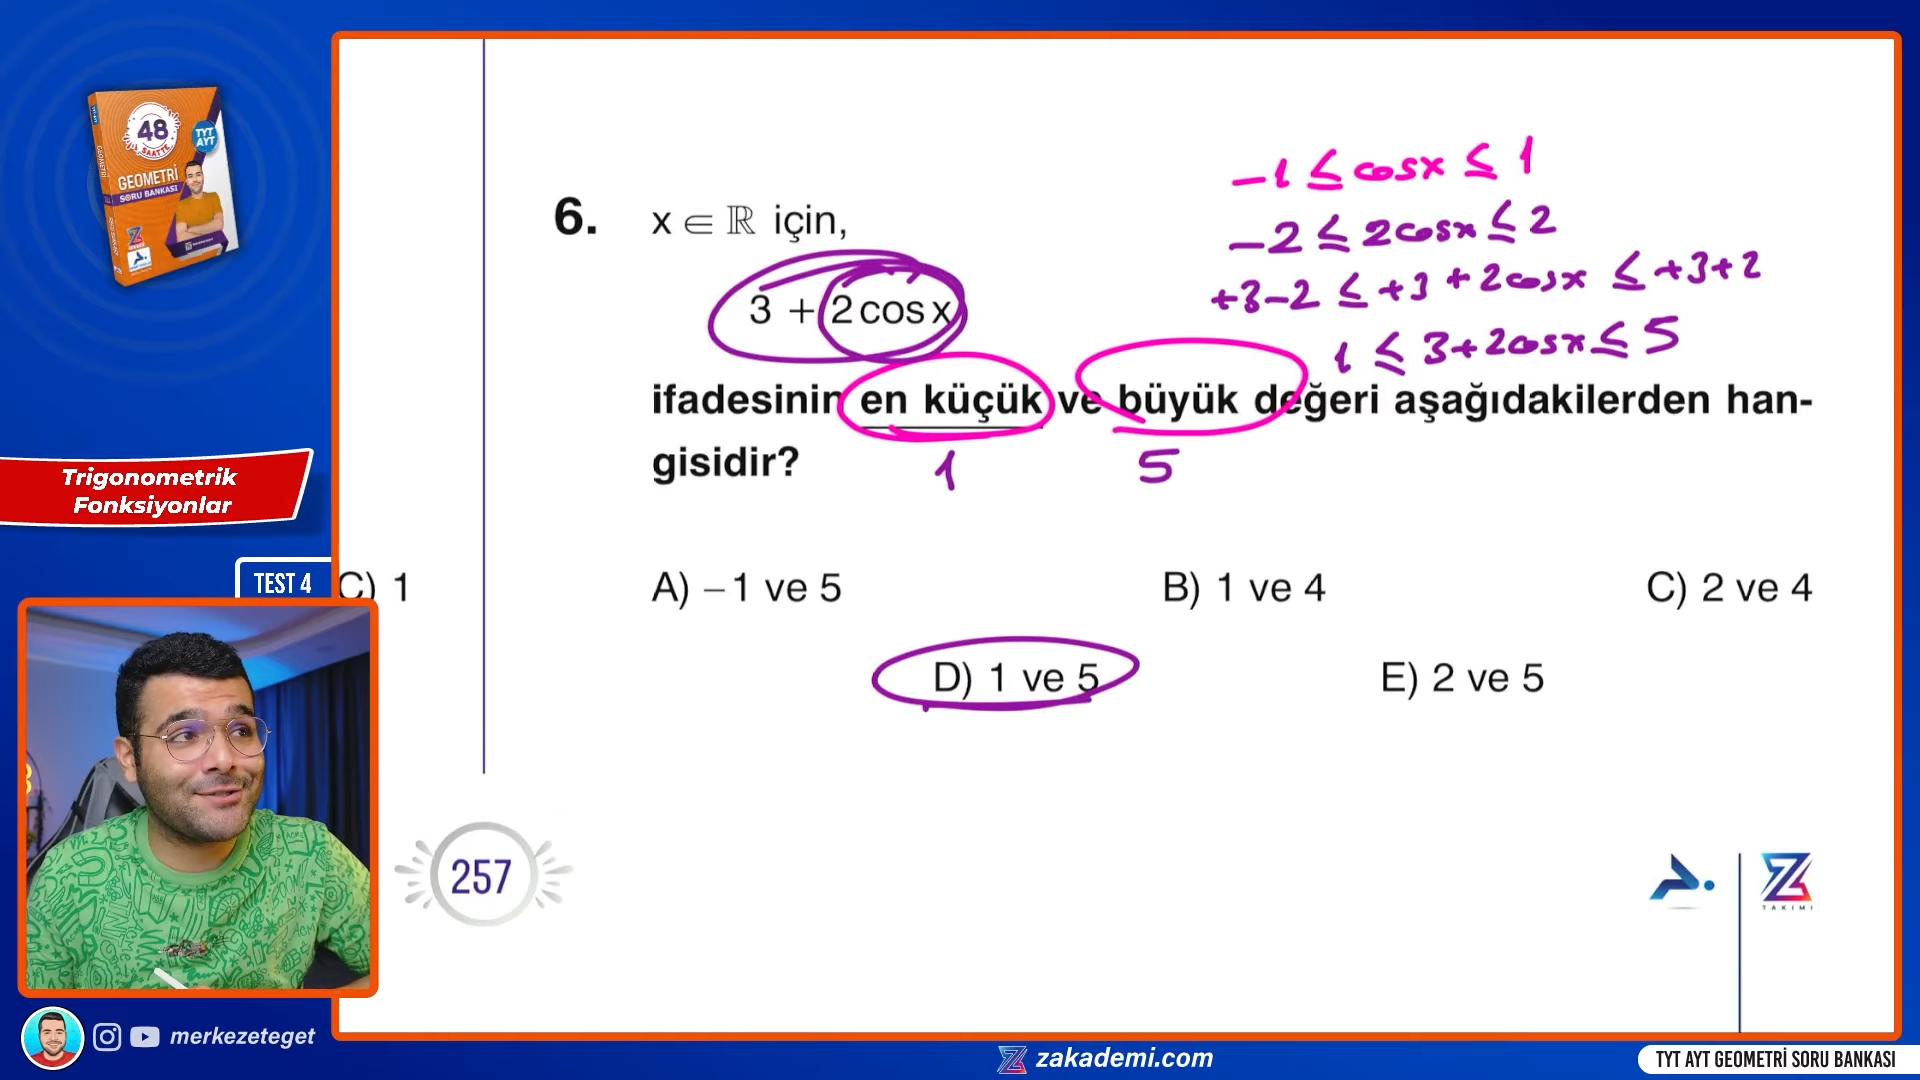 48
SAATTE
TYT
AYT
GEOMETRİ
SORU BANKASI
Trigonometrik
Fonksiyonlar
TEST 4
C) 1
6. x ∈ ℝ için,
3 + 2 cos x
-1 ≤ cosx ≤ 1
-2 ≤ 2cosx ≤ 2
+3-2 ≤ +3 + 2cosx ≤ +3+2
1 ≤ 3+2cosx ≤ 5
ifadesinin en küçük ve büyük değeri aşağıdakilerden han-
gisidir?
1 5
A) –1 ve 5 B) 1 ve 4 C) 2 ve 4
D) 1 ve 5 E) 2 ve 5
257
Z
TAKIMI
merkezeteget
zakademi.com
TYT AYT GEOMETRİ SORU BANKASI